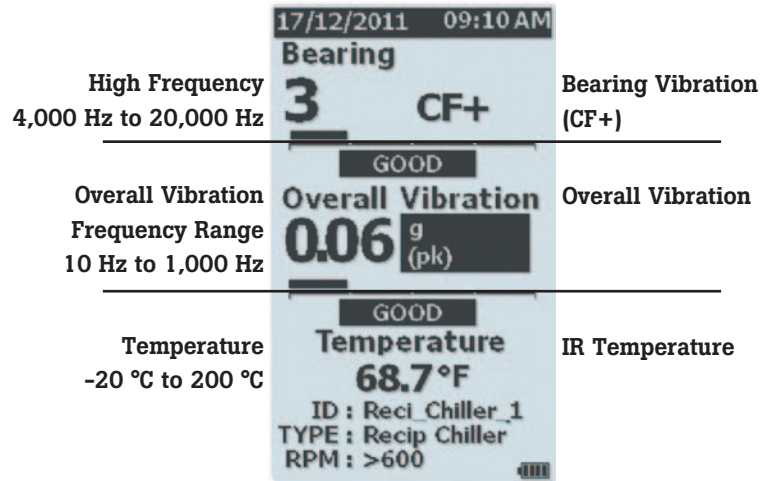 17/12/2011 09:10 AM
Bearing
High Frequency
4,000 Hz to 20,000 Hz
3 CF+
Bearing Vibration
(CF+)
GOOD
Overall Vibration
Frequency Range
10 Hz to 1,000 Hz
Overall Vibration
0.06 g
(pk)
Overall Vibration
GOOD
Temperature
-20 °C to 200 °C
Temperature
68.7 °F
IR Temperature
ID : Reci_Chiller_1
TYPE : Recip Chiller
RPM : >600